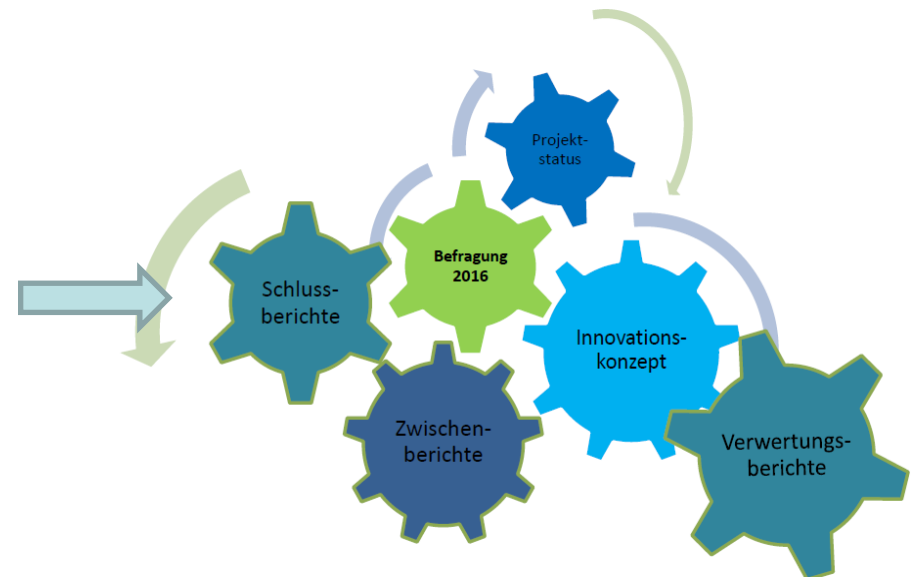 Projekt-
status
Befragung
2016
Schluss-
berichte
Innovations-
konzept
Zwischen-
berichte
Verwertungs-
berichte